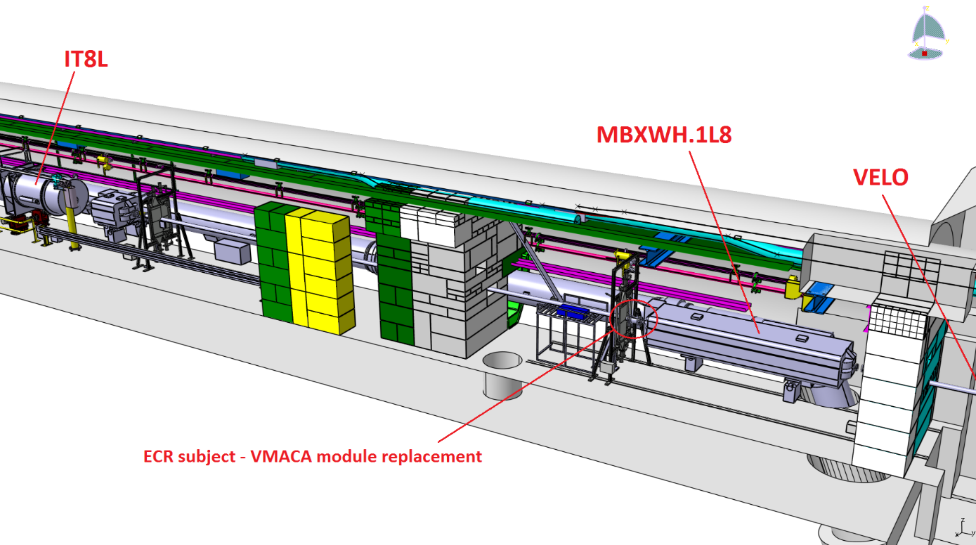 IT8L
MBXWH.1L8
VELO
ECR subject - VMACA module replacement